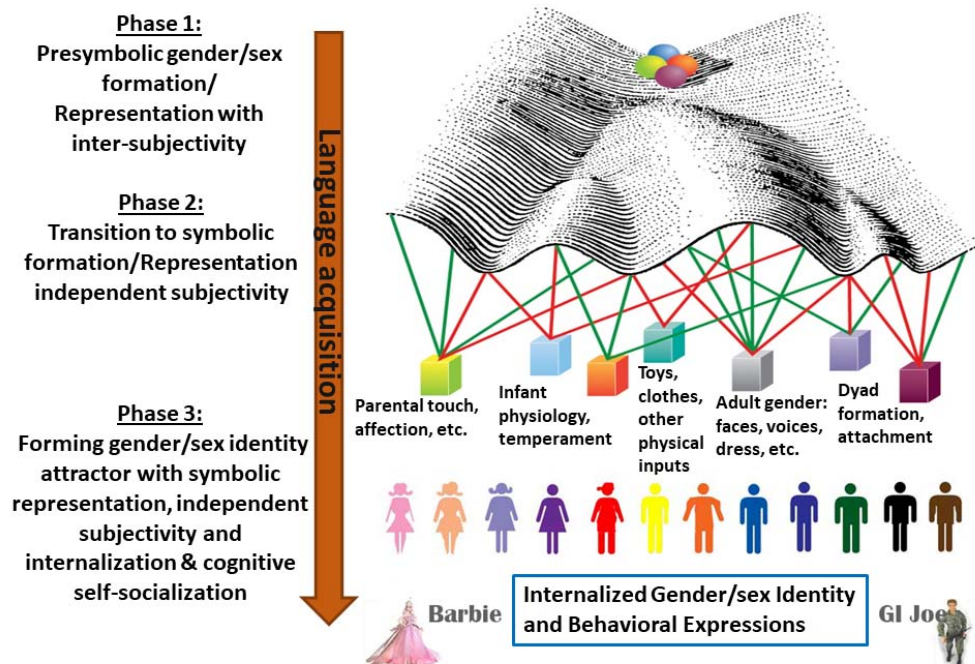 Phase 1:
Presymbolic gender/sex
formation/
Representation with
inter-subjectivity
Phase 2:
Transition to symbolic
formation/Representation
independent subjectivity
Phase 3:
Forming gender/sex identity
attractor with symbolic
representation, independent
subjectivity and
internalization & cognitive
self-socialization
Language acquisition
Parental touch,
affection, etc.
Infant
physiology,
temperament
Toys,
clothes,
other
physical
inputs
Adult gender:
faces, voices,
dress, etc.
Dyad
formation,
attachment
Barbie
Internalized Gender/sex Identity
and Behavioral Expressions
GI Joe